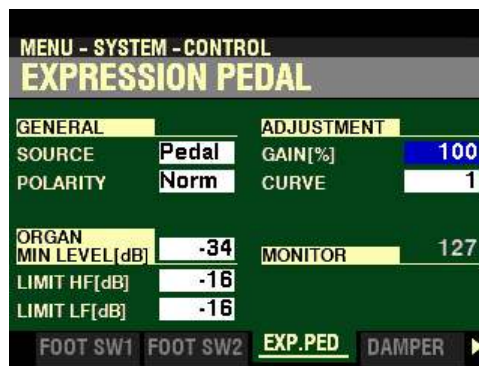 MENU - SYSTEM - CONTROL
EXPRESSION PEDAL
GENERAL
SOURCE Pedal
POLARITY Norm
ADJUSTMENT
GAIN[%] 100
CURVE 1
ORGAN
MIN LEVEL[dB] -34
LIMIT HF[dB] -16
LIMIT LF[dB] -16
MONITOR 127
FOOT SW1 FOOT SW2 EXP.PED DAMPER